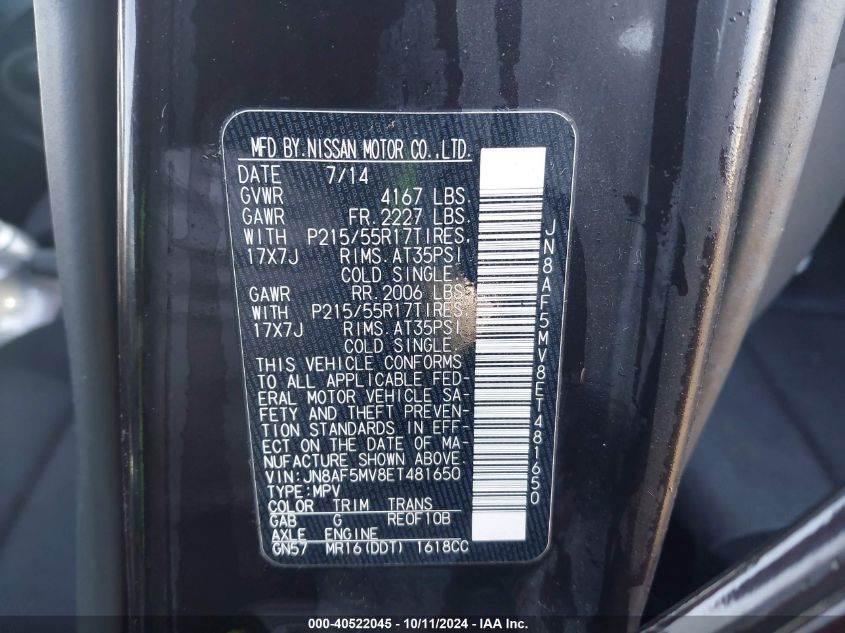 MFD BY.NISSAN MOTOR CO.,LTD.
DATE 7/14
GVWR 4167 LBS
GAWR FR. 2227 LBS.
WITH P215/55R17TIRES,
17X7J RIMS. AT35PSI
COLD SINGLE.
GAWR RR. 2006 LBS
WITH P215/55R17TIRES,
17X7J RIMS. AT35PSI
COLD SINGLE.
THIS VEHICLE CONFORMS
TO ALL APPLICABLE FED-
ERAL MOTOR VEHICLE SA-
FETY AND THEFT PREVEN-
TION STANDARDS IN EFF-
ECT ON THE DATE OF MA-
NUFACTURE SHOWN ABOVE.
VIN:JN8AF5MV8ET481650
TYPE:MPV
COLOR TRIM TRANS
GAB G RE0F10B
AXLE ENGINE
GN57 MR16(DDT) 1618CC
JN8AF5MV8ET481650
000-40522045 - 10/11/2024 - IAA Inc.